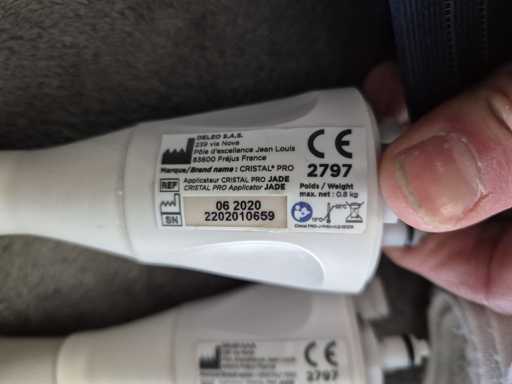 DELEO S.A.S.
239 via Nova
Pôle d'excellence Jean Louis
83600 Fréjus France
Marque/Brand name : CRISTAL® PRO
CE
2797
REF
Applicateur CRISTAL PRO JADE
CRISTAL PRO Applicator JADE
Poids / Weight
max. net : 0.8 kg
SN
06 2020
2202010659
CE
2797